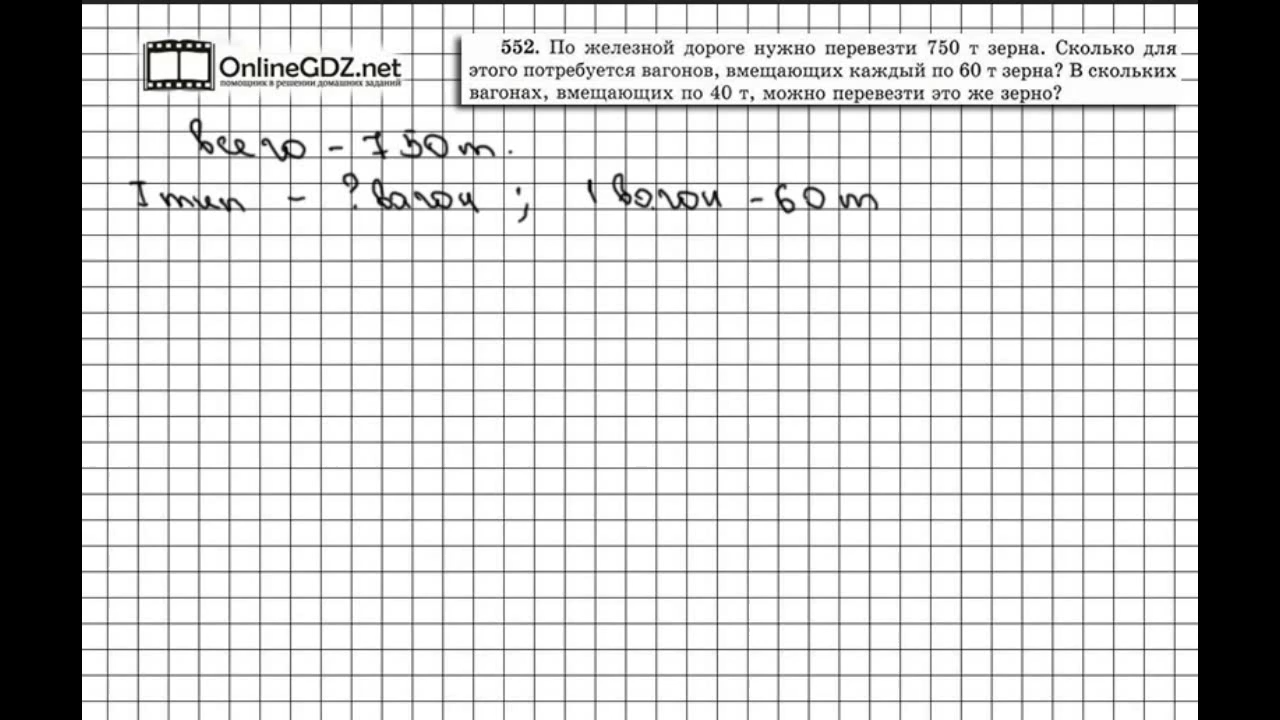 OnlineGDZ.net
помощник в решении домашних заданий
552. По железной дороге нужно перевезти 750 т зерна. Сколько для
этого потребуется вагонов, вмещающих каждый по 60 т зерна? В скольких
вагонах, вмещающих по 40 т, можно перевезти это же зерно?
всего - 750 т.
I тип - ? вагон ; 1 вагон - 60 т